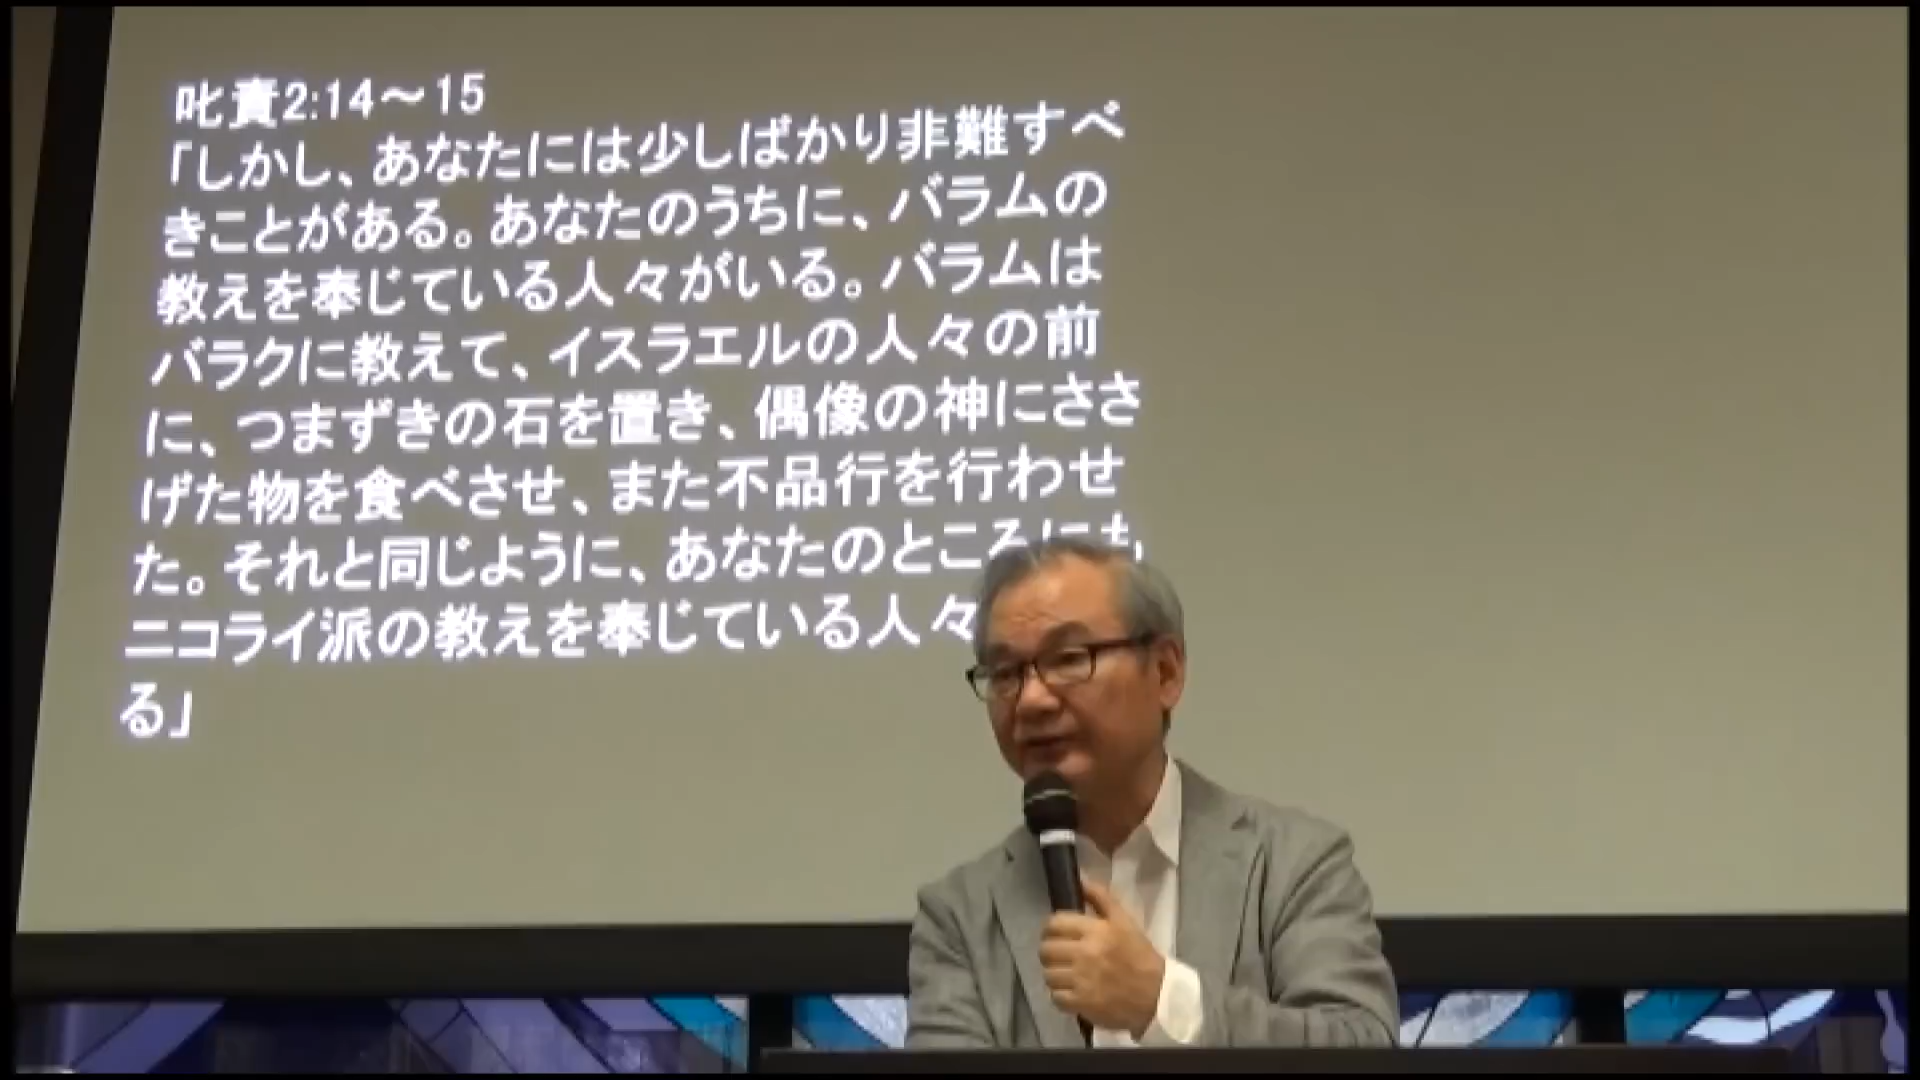 叱責2:14～15
「しかし、あなたには少しばかり非難すべ
きことがある。あなたのうちに、バラムの
教えを奉じている人々がいる。バラムは
バラクに教えて、イスラエルの人々の前
に、つまずきの石を置き、偶像の神にささ
げた物を食べさせ、また不品行を行わせ
た。それと同じように、あなたのところにも
ニコライ派の教えを奉じている人々
る」